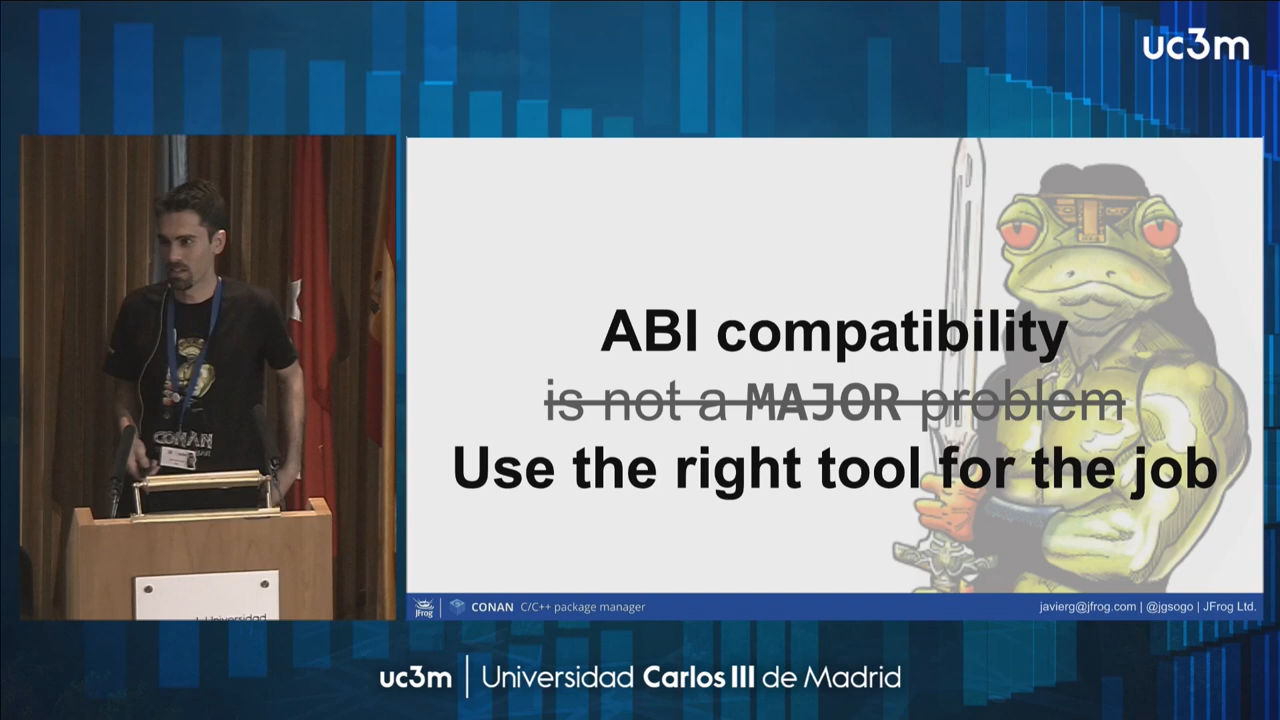 uc3m
ABI compatibility
is not a MAJOR problem
Use the right tool for the job
CONAN
JFrog
CONAN C/C++ package manager
javierg@jfrog.com | @jgsogo | JFrog Ltd.
Universidad
uc3m | Universidad Carlos III de Madrid